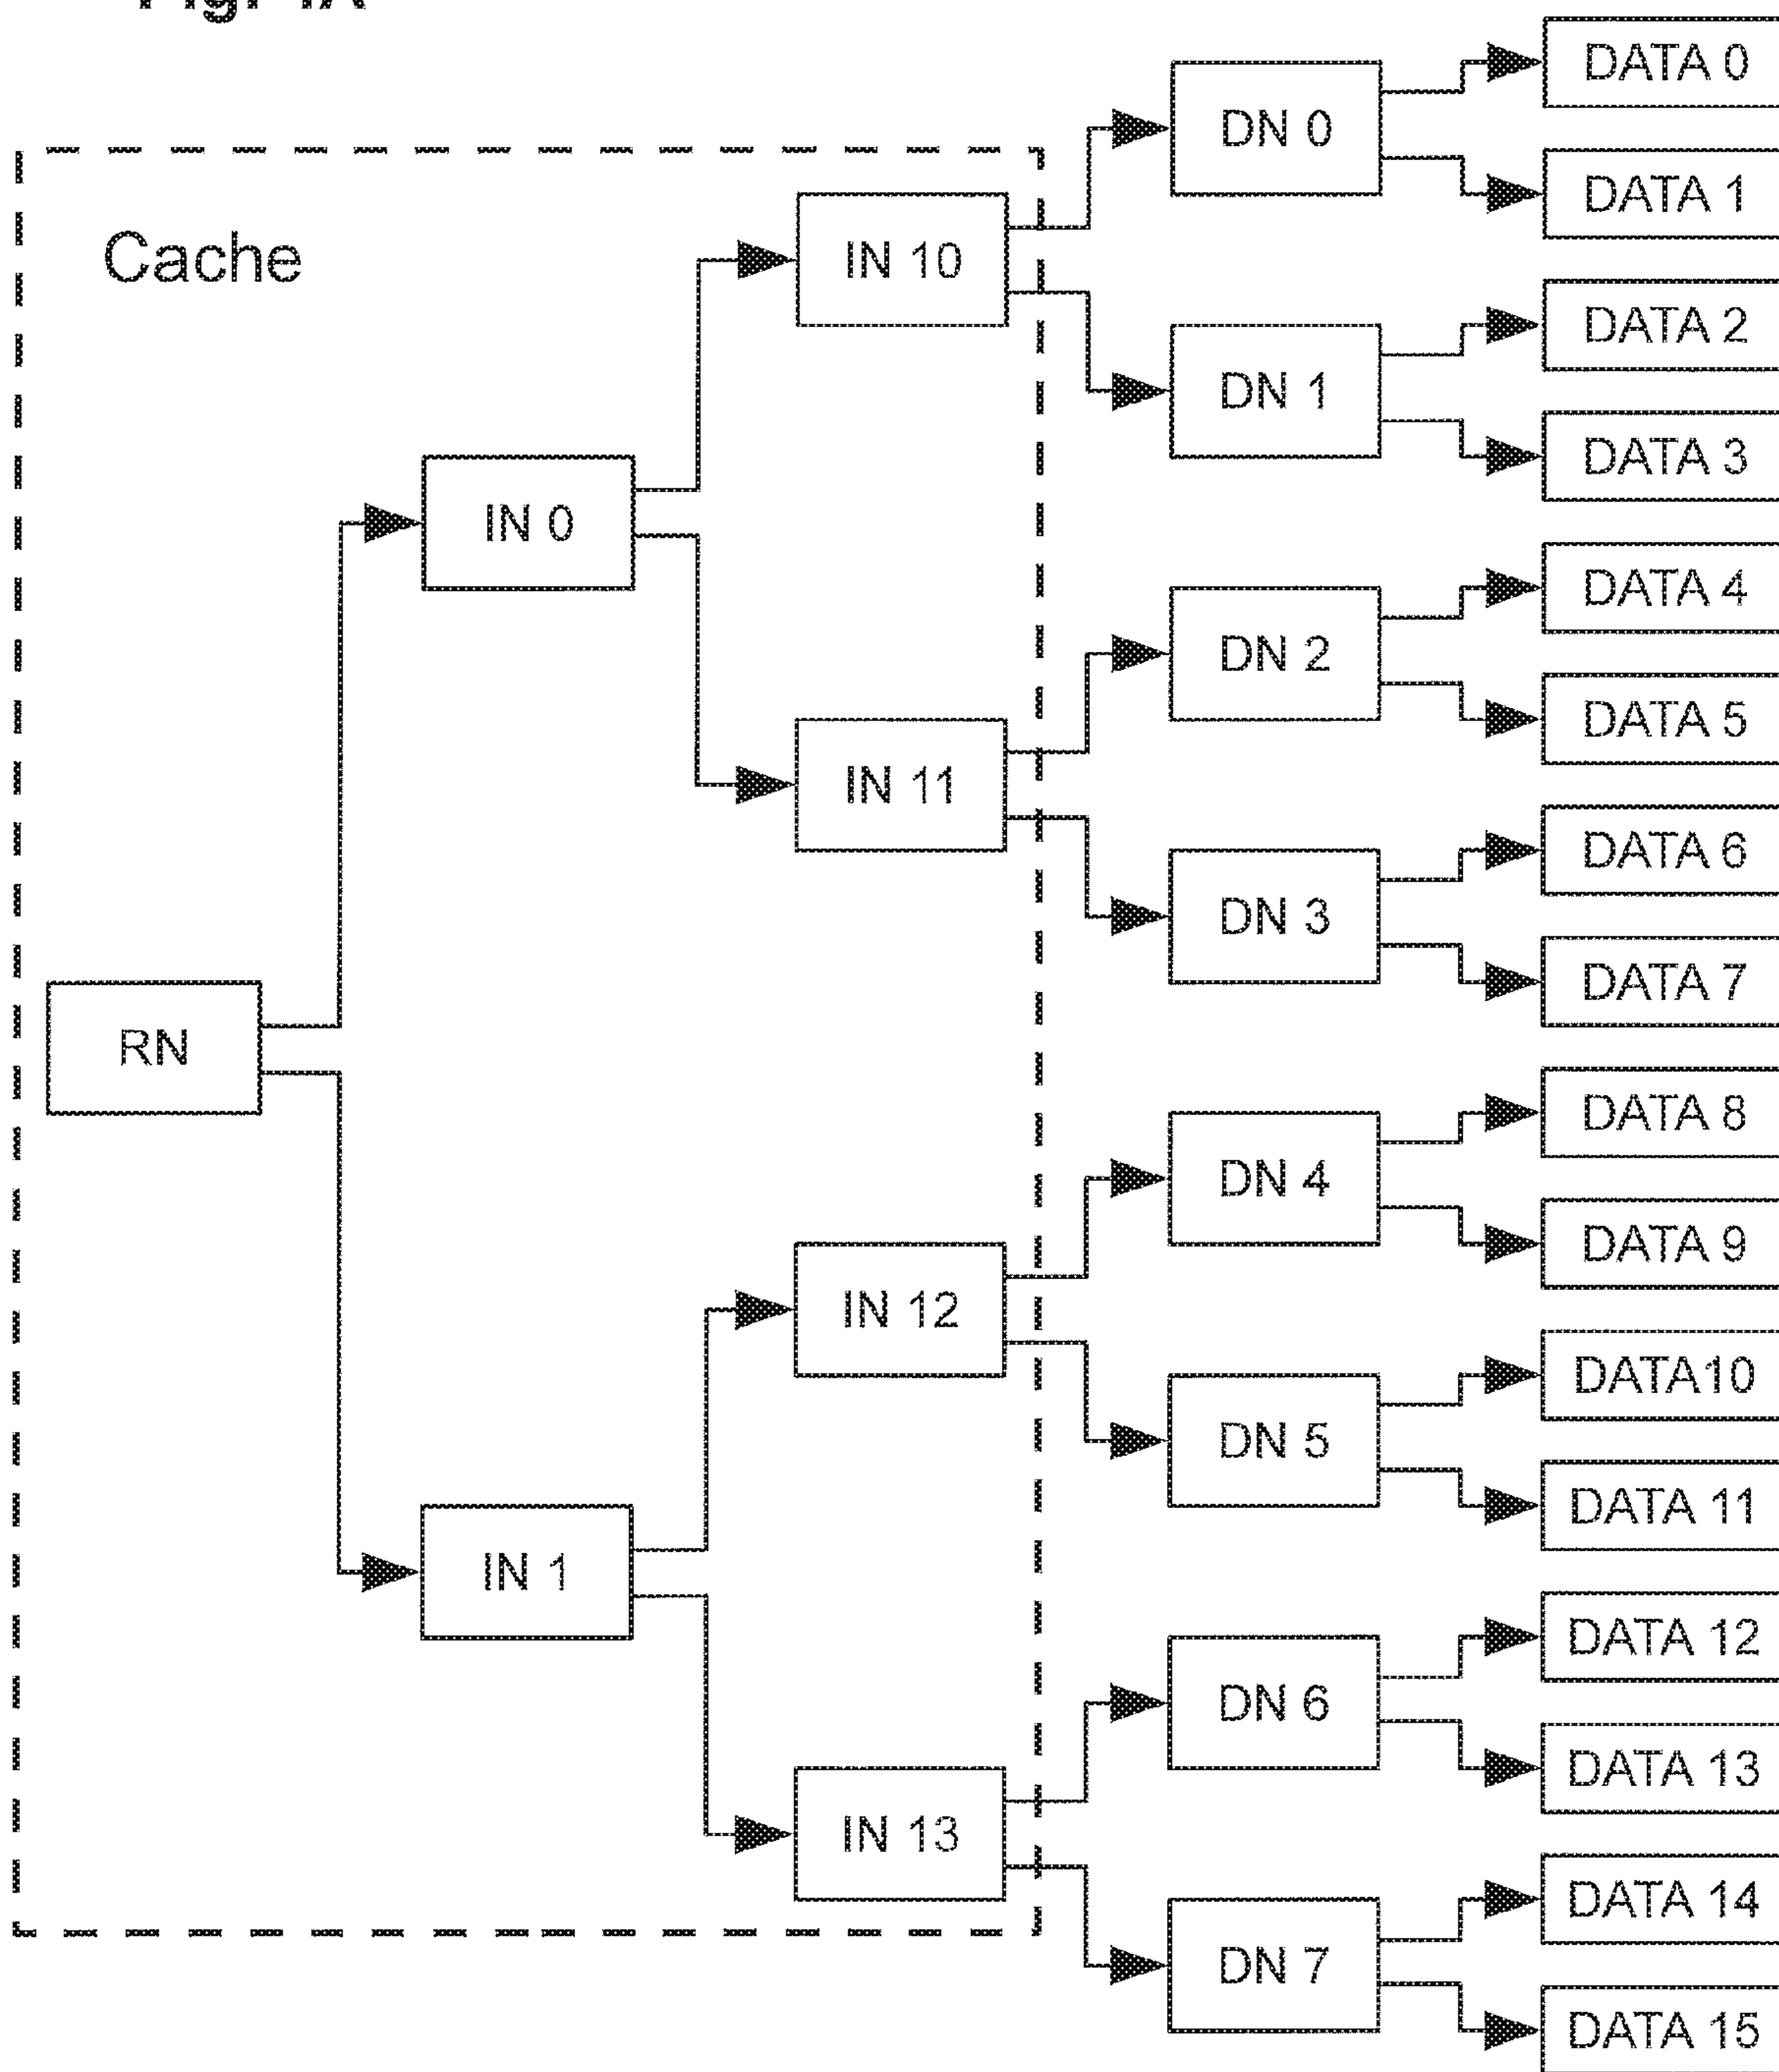 DATA 0
DN 0
DATA 1
Cache
IN 10
DATA 2
DN 1
DATA 3
IN 0
DATA 4
DN 2
DATA 5
IN 11
DATA 6
DN 3
DATA 7
RN
DATA 8
DN 4
DATA 9
IN 12
DATA10
DN 5
DATA 11
IN 1
DATA 12
DN 6
DATA 13
IN 13
DATA 14
DN 7
DATA 15